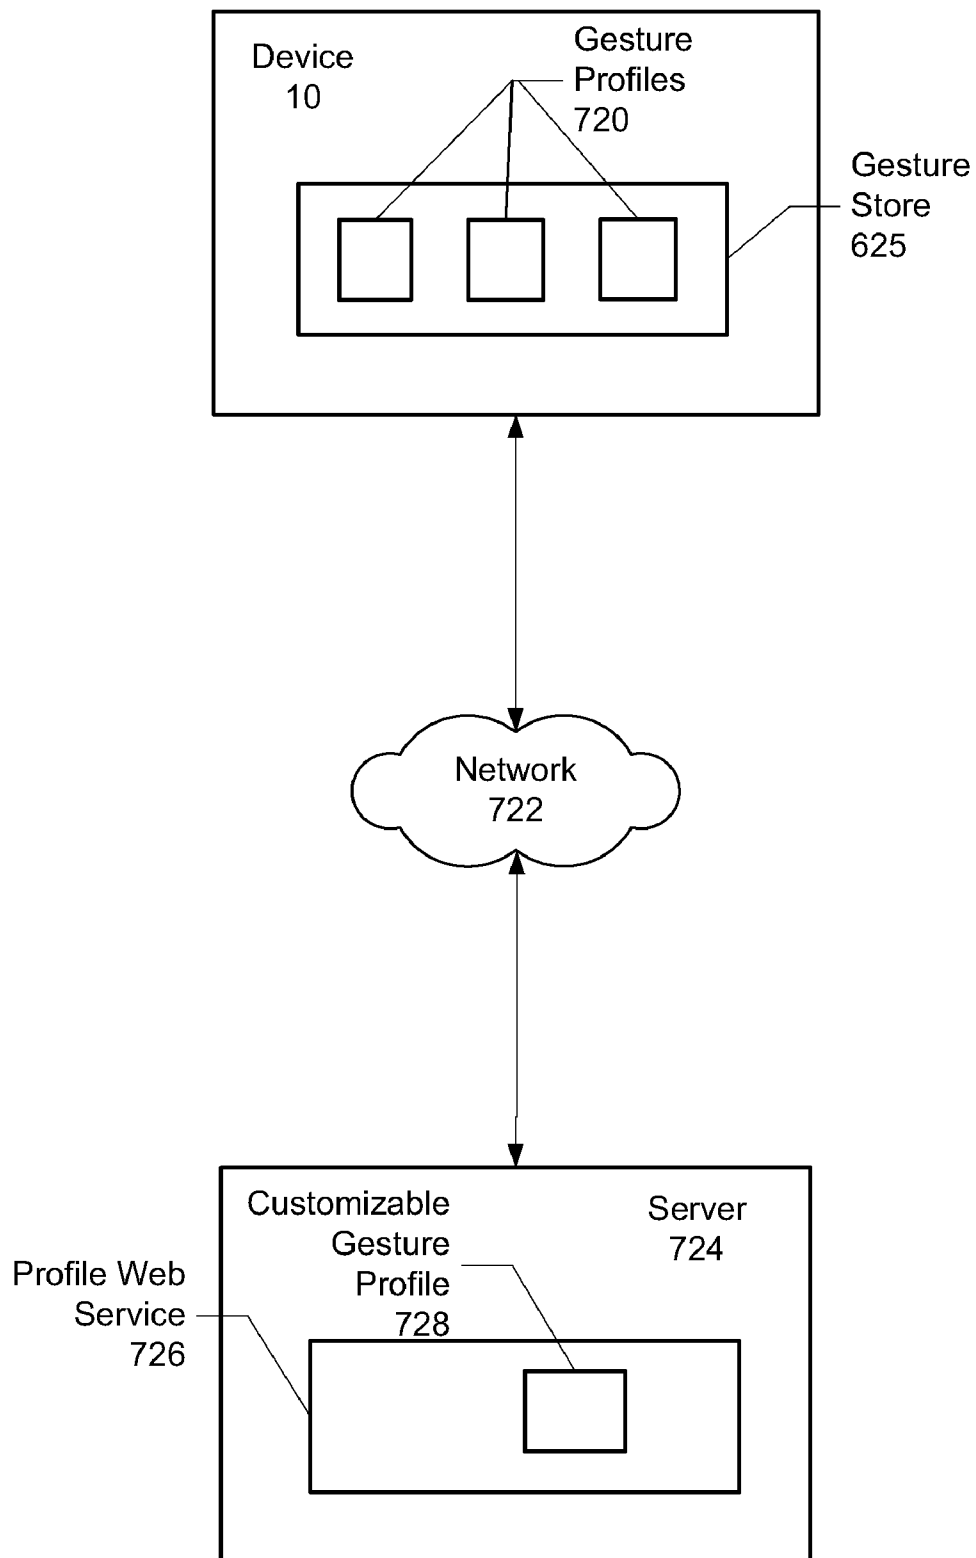 Device
10
Gesture
Profiles
720
Gesture
Store
625
Network
722
Customizable
Gesture
Profile
728
Server
724
Profile Web
Service
726